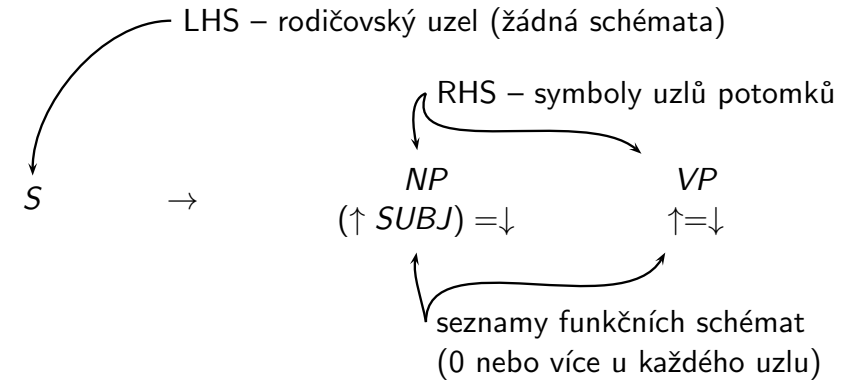 LHS – rodičovský uzel (žádná schémata)
RHS – symboly uzlů potomků
S → NP VP
(↑ SUBJ) =↓ ↑=↓
seznamy funkčních schémat
(0 nebo více u každého uzlu)